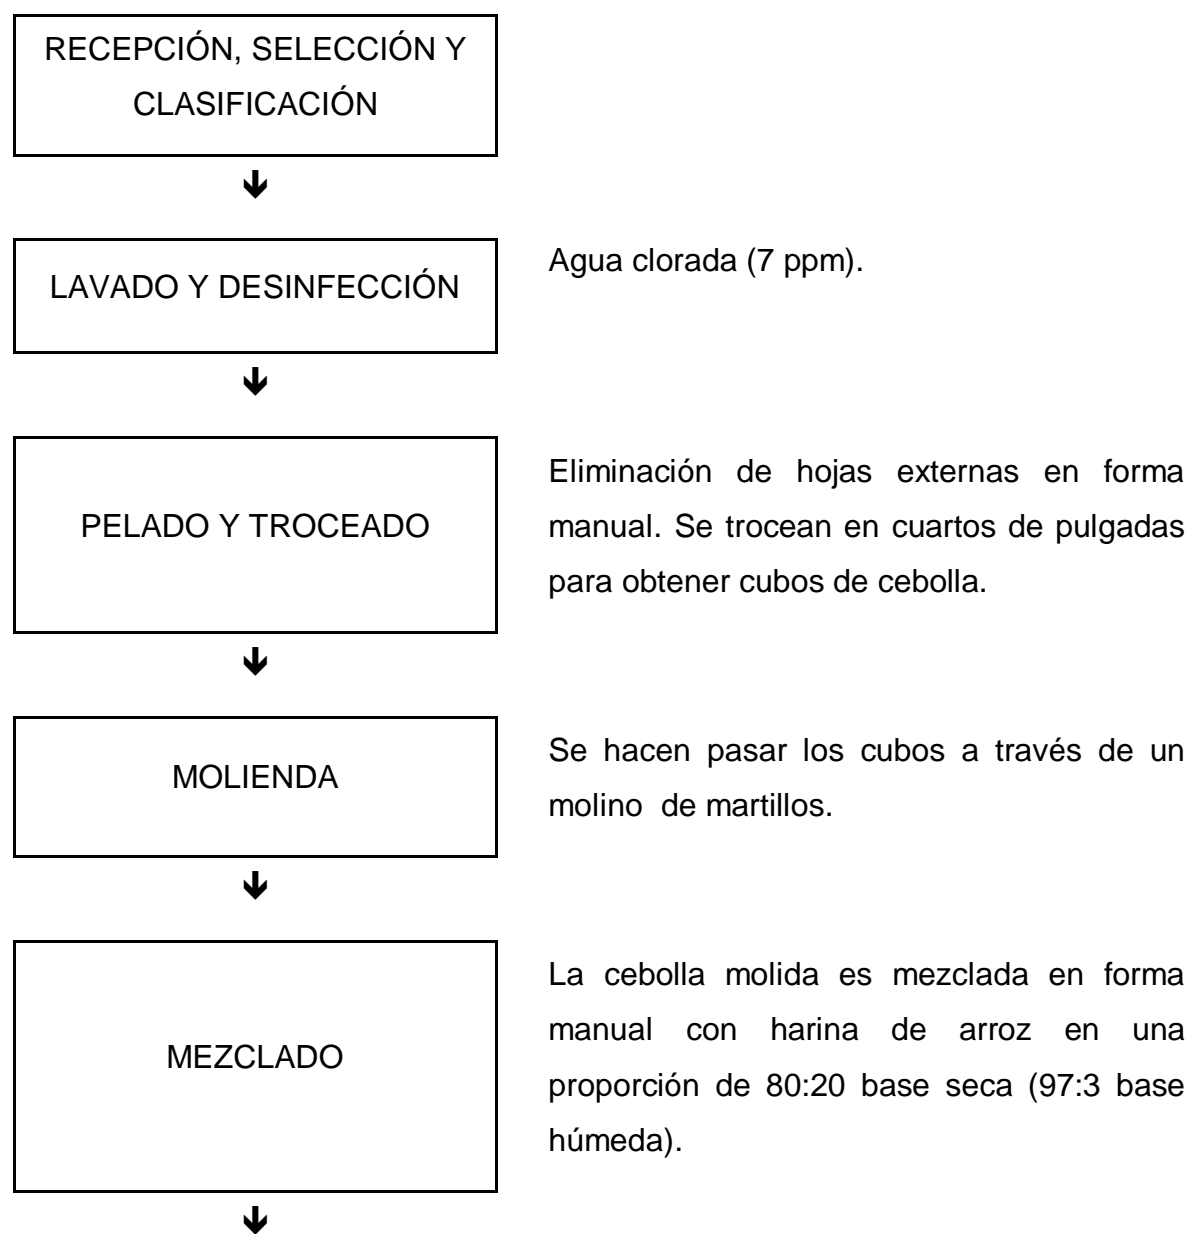 RECEPCIÓN, SELECCIÓN Y
CLASIFICACIÓN
LAVADO Y DESINFECCIÓN
Agua clorada (7 ppm).
PELADO Y TROCEADO
Eliminación de hojas externas en forma
manual. Se trocean en cuartos de pulgadas
para obtener cubos de cebolla.
MOLIENDA
Se hacen pasar los cubos a través de un
molino de martillos.
MEZCLADO
La cebolla molida es mezclada en forma
manual con harina de arroz en una
proporción de 80:20 base seca (97:3 base
húmeda).